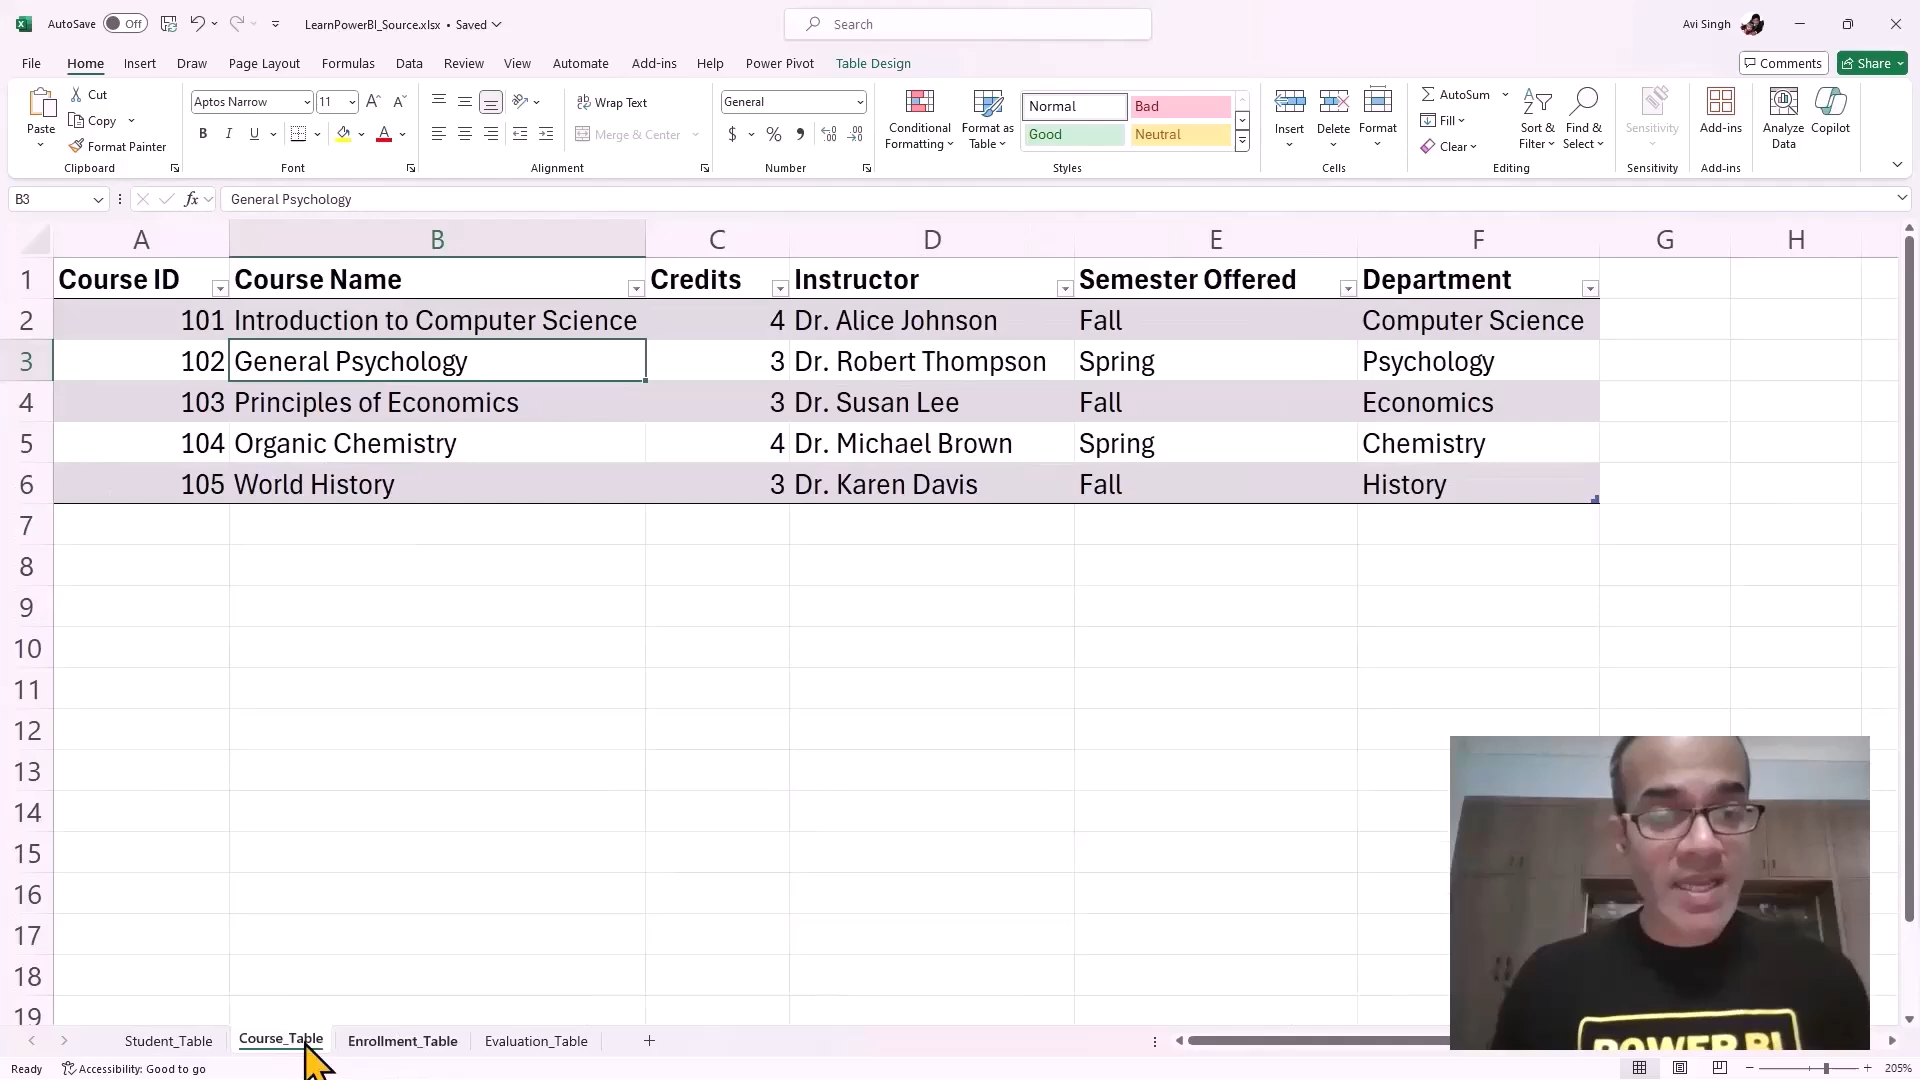 AutoSave Off LearnPowerBI_Source.xlsx • Saved Search Avi Singh
File Home Insert Draw Page Layout Formulas Data Review View Automate Add-ins Help Power Pivot Table Design Comments Share
Paste Cut Copy Format Painter Clipboard
Aptos Narrow 11 B I U Font
Wrap Text Merge & Center Alignment
General $ % Number
Conditional Formatting Format as Table Normal Bad Good Neutral Styles
Insert Delete Format Cells
AutoSum Fill Clear Sort & Filter Find & Select Editing
Sensitivity Sensitivity
Add-ins Add-ins
Analyze Data Copilot
B3 fx General Psychology
A B C D E F G H
1 Course ID Course Name Credits Instructor Semester Offered Department
2 101 Introduction to Computer Science 4 Dr. Alice Johnson Fall Computer Science
3 102 General Psychology 3 Dr. Robert Thompson Spring Psychology
4 103 Principles of Economics 3 Dr. Susan Lee Fall Economics
5 104 Organic Chemistry 4 Dr. Michael Brown Spring Chemistry
6 105 World History 3 Dr. Karen Davis Fall History
7
8
9
10
11
12
13
14
15
16
17
18
19
POWER BI
Student_Table Course_Table Enrollment_Table Evaluation_Table
Ready Accessibility: Good to go 205%